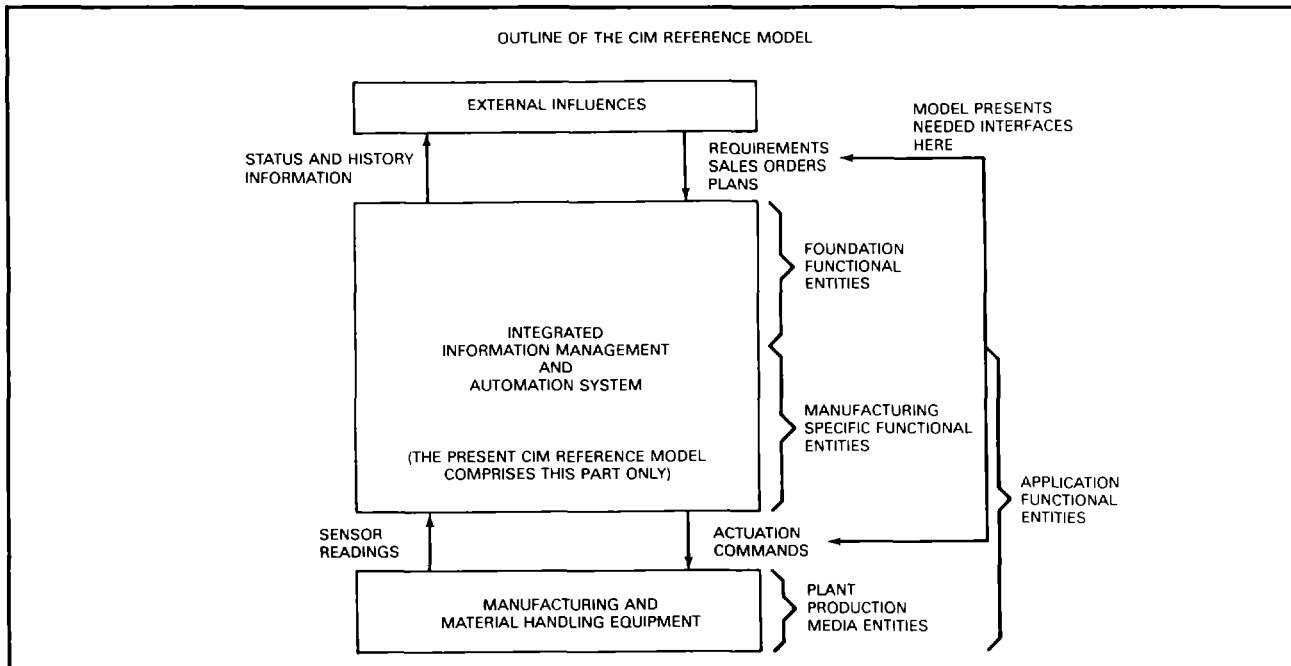 OUTLINE OF THE CIM REFERENCE MODEL
EXTERNAL INFLUENCES
MODEL PRESENTS
NEEDED INTERFACES
HERE
STATUS AND HISTORY
INFORMATION
REQUIREMENTS
SALES ORDERS
PLANS
FOUNDATION
FUNCTIONAL
ENTITIES
INTEGRATED
INFORMATION MANAGEMENT
AND
AUTOMATION SYSTEM
MANUFACTURING
SPECIFIC FUNCTIONAL
ENTITIES
(THE PRESENT CIM REFERENCE MODEL
COMPRISES THIS PART ONLY)
APPLICATION
FUNCTIONAL
ENTITIES
SENSOR
READINGS
ACTUATION
COMMANDS
MANUFACTURING AND
MATERIAL HANDLING EQUIPMENT
PLANT
PRODUCTION
MEDIA ENTITIES